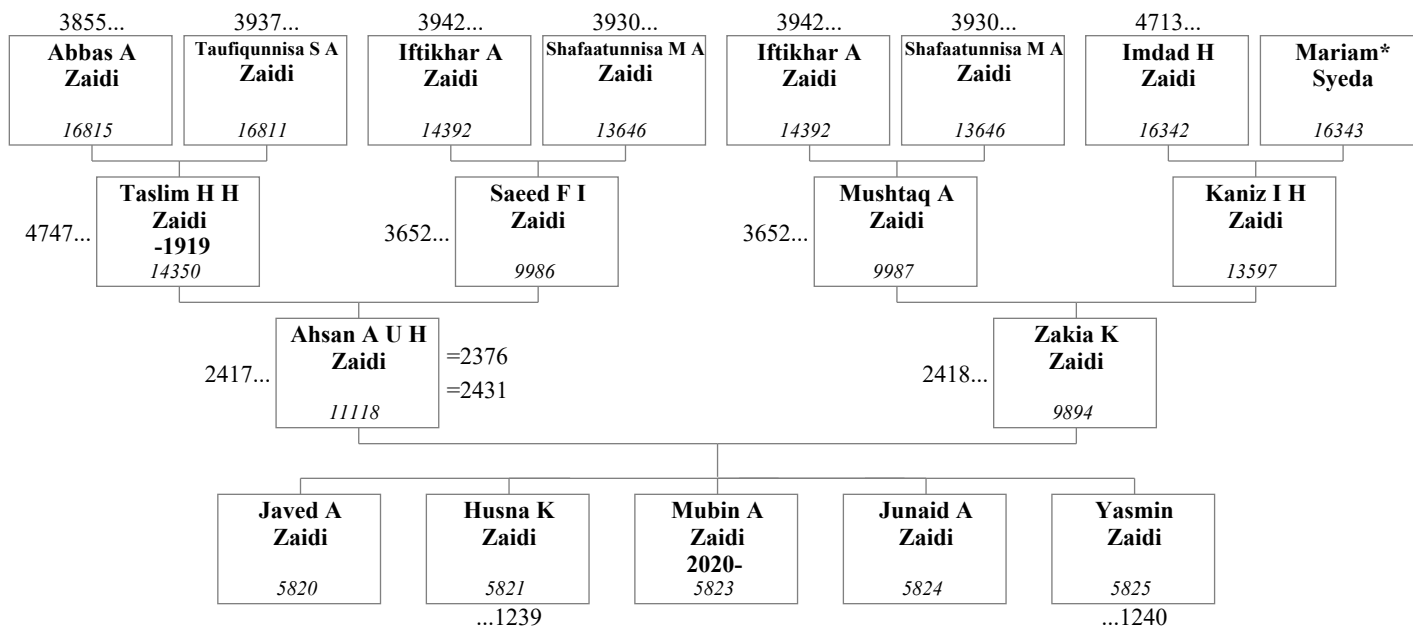 3855... 3937... 3942... 3930... 3942... 3930... 4713...
Abbas A
Zaidi
16815
Taufiqunnisa S A
Zaidi
16811
Iftikhar A
Zaidi
14392
Shafaatunnisa M A
Zaidi
13646
Iftikhar A
Zaidi
14392
Shafaatunnisa M A
Zaidi
13646
Imdad H
Zaidi
16342
Mariam*
Syeda
16343
4747...
Taslim H H
Zaidi
-1919
14350
3652...
Saeed F I
Zaidi
9986
3652...
Mushtaq A
Zaidi
9987
Kaniz I H
Zaidi
13597
2417...
Ahsan A U H
Zaidi
11118
=2376
=2431
2418...
Zakia K
Zaidi
9894
Javed A
Zaidi
5820
Husna K
Zaidi
5821
...1239
Mubin A
Zaidi
2020-
5823
Junaid A
Zaidi
5824
Yasmin
Zaidi
5825
...1240